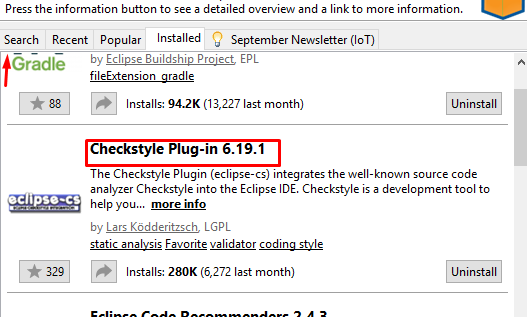 Press the information button to see a detailed overview and a link to more information.
Search Recent Popular Installed September Newsletter (IoT)
Gradle
by Eclipse Buildship Project, EPL
fileExtension_gradle
88 Installs: 94.2K (13,227 last month) Uninstall
Checkstyle Plug-in 6.19.1
The Checkstyle Plugin (eclipse-cs) integrates the well-known source code
analyzer Checkstyle into the Eclipse IDE. Checkstyle is a development tool to
help you... more info
eclipse-cs
by Lars Ködderitzsch, LGPL
static analysis Favorite validator coding style
329 Installs: 280K (6,272 last month) Uninstall
Eclipse Code Recommenders 2.4.3